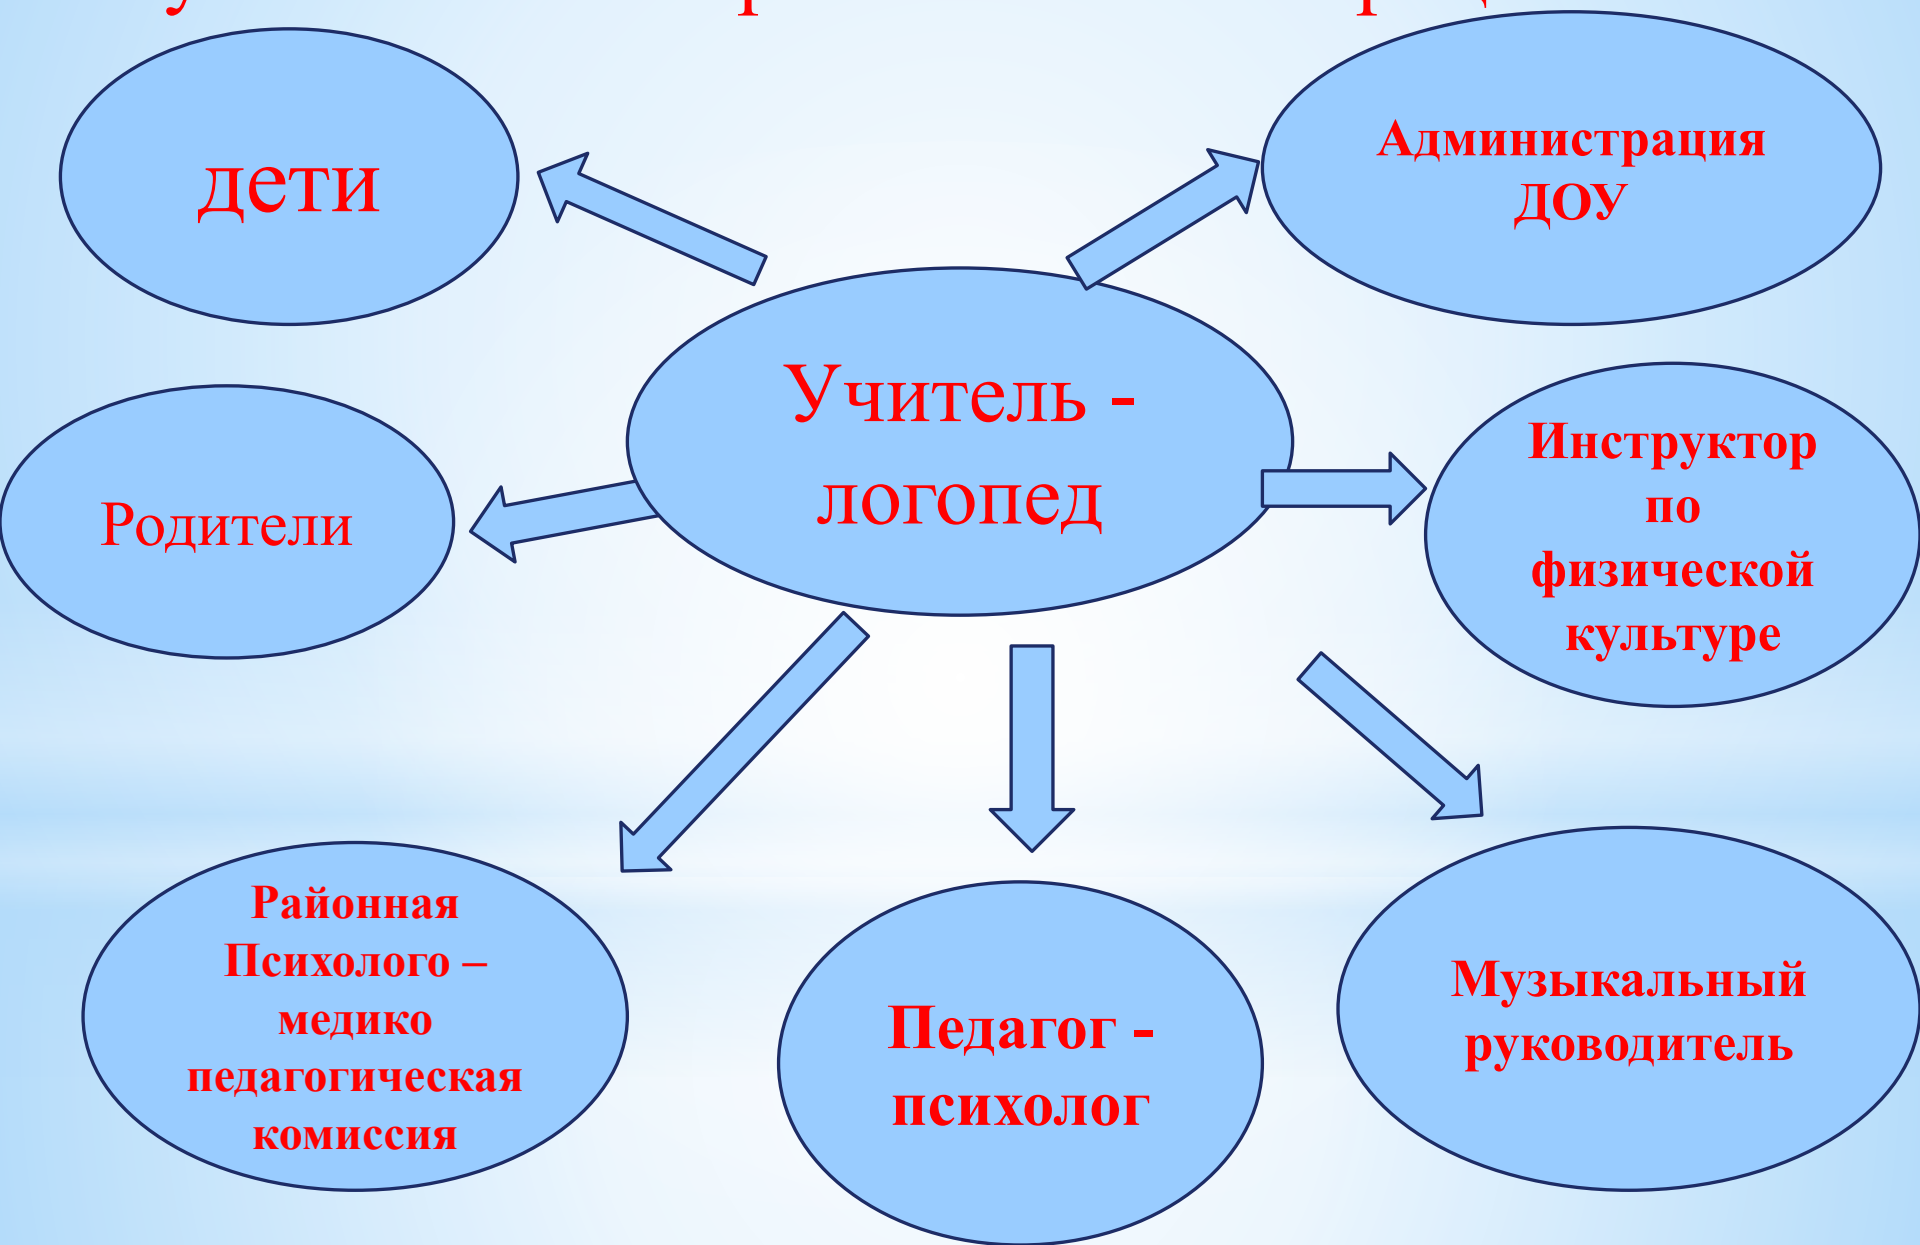 дети
Администрация
ДОУ
Учитель -
логопед
Родители
Инструктор
по
физической
культуре
Районная
Психолого –
медико
педагогическая
комиссия
Педагог -
психолог
Музыкальный
руководитель